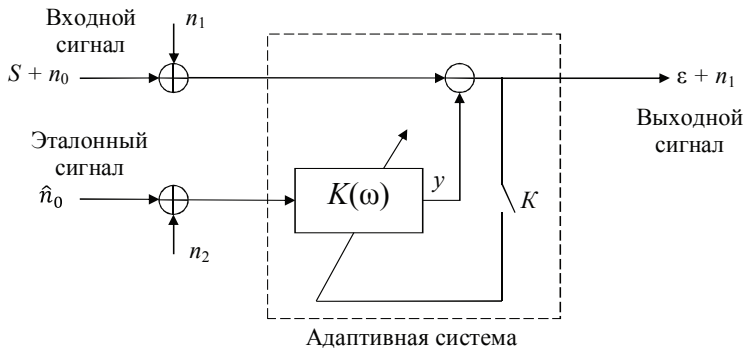 Входной
сигнал
n₁
S + n₀
ε + n₁
Выходной
сигнал
Эталонный
сигнал
n̂₀
K(ω)
y
К
n₂
Адаптивная система